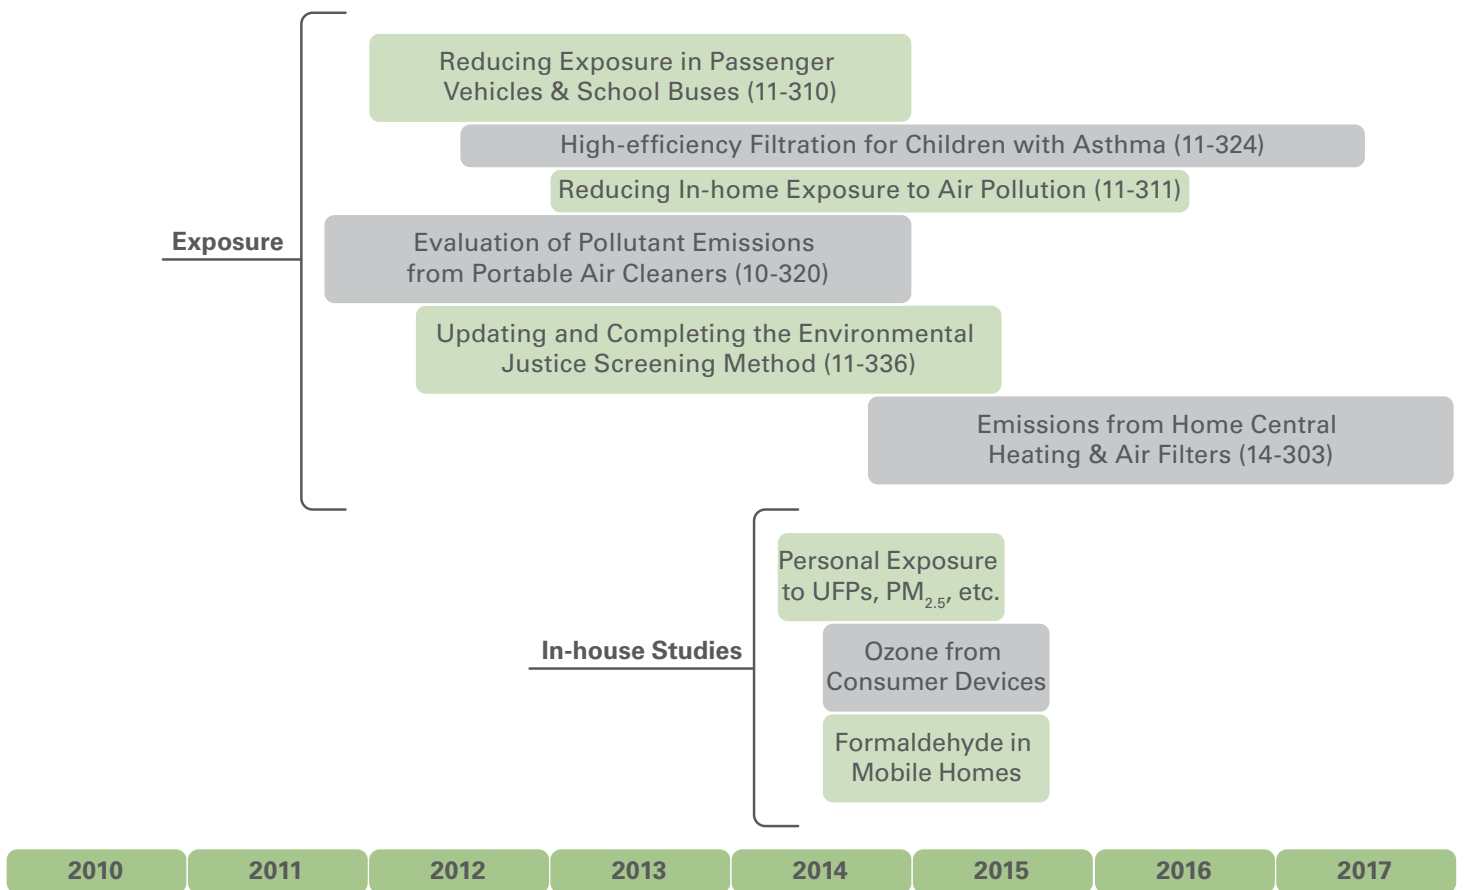 Reducing Exposure in Passenger
Vehicles & School Buses (11-310)
High-efficiency Filtration for Children with Asthma (11-324)
Reducing In-home Exposure to Air Pollution (11-311)
Exposure
Evaluation of Pollutant Emissions
from Portable Air Cleaners (10-320)
Updating and Completing the Environmental
Justice Screening Method (11-336)
Emissions from Home Central
Heating & Air Filters (14-303)
Personal Exposure
to UFPs, PM2.5, etc.
In-house Studies
Ozone from
Consumer Devices
Formaldehyde in
Mobile Homes
2010 2011 2012 2013 2014 2015 2016 2017